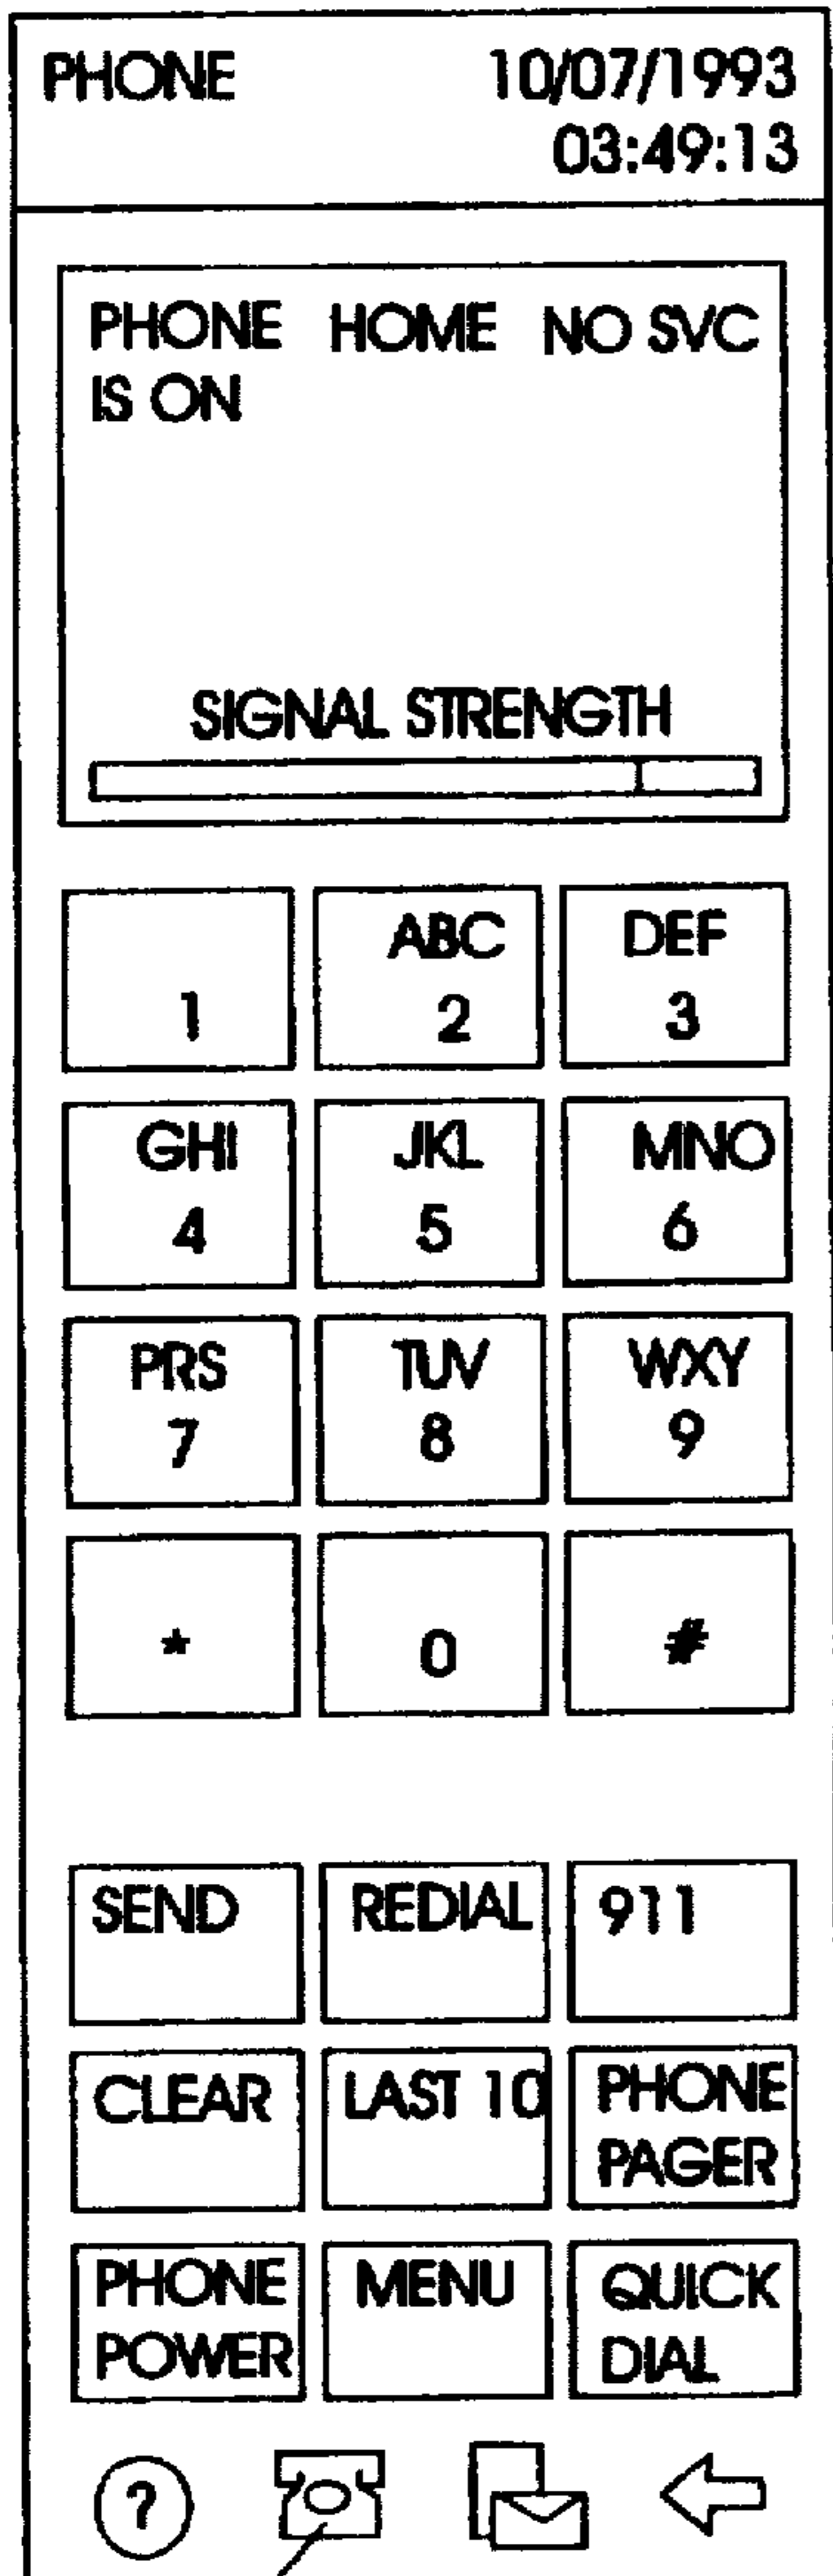 PHONE 10/07/1993
03:49:13
PHONE HOME NO SVC
IS ON
SIGNAL STRENGTH
1
ABC
2
DEF
3
GHI
4
JKL
5
MNO
6
PRS
7
TUV
8
WXY
9
*
0
#
SEND
REDIAL
911
CLEAR
LAST 10
PHONE
PAGER
PHONE
POWER
MENU
QUICK
DIAL
?